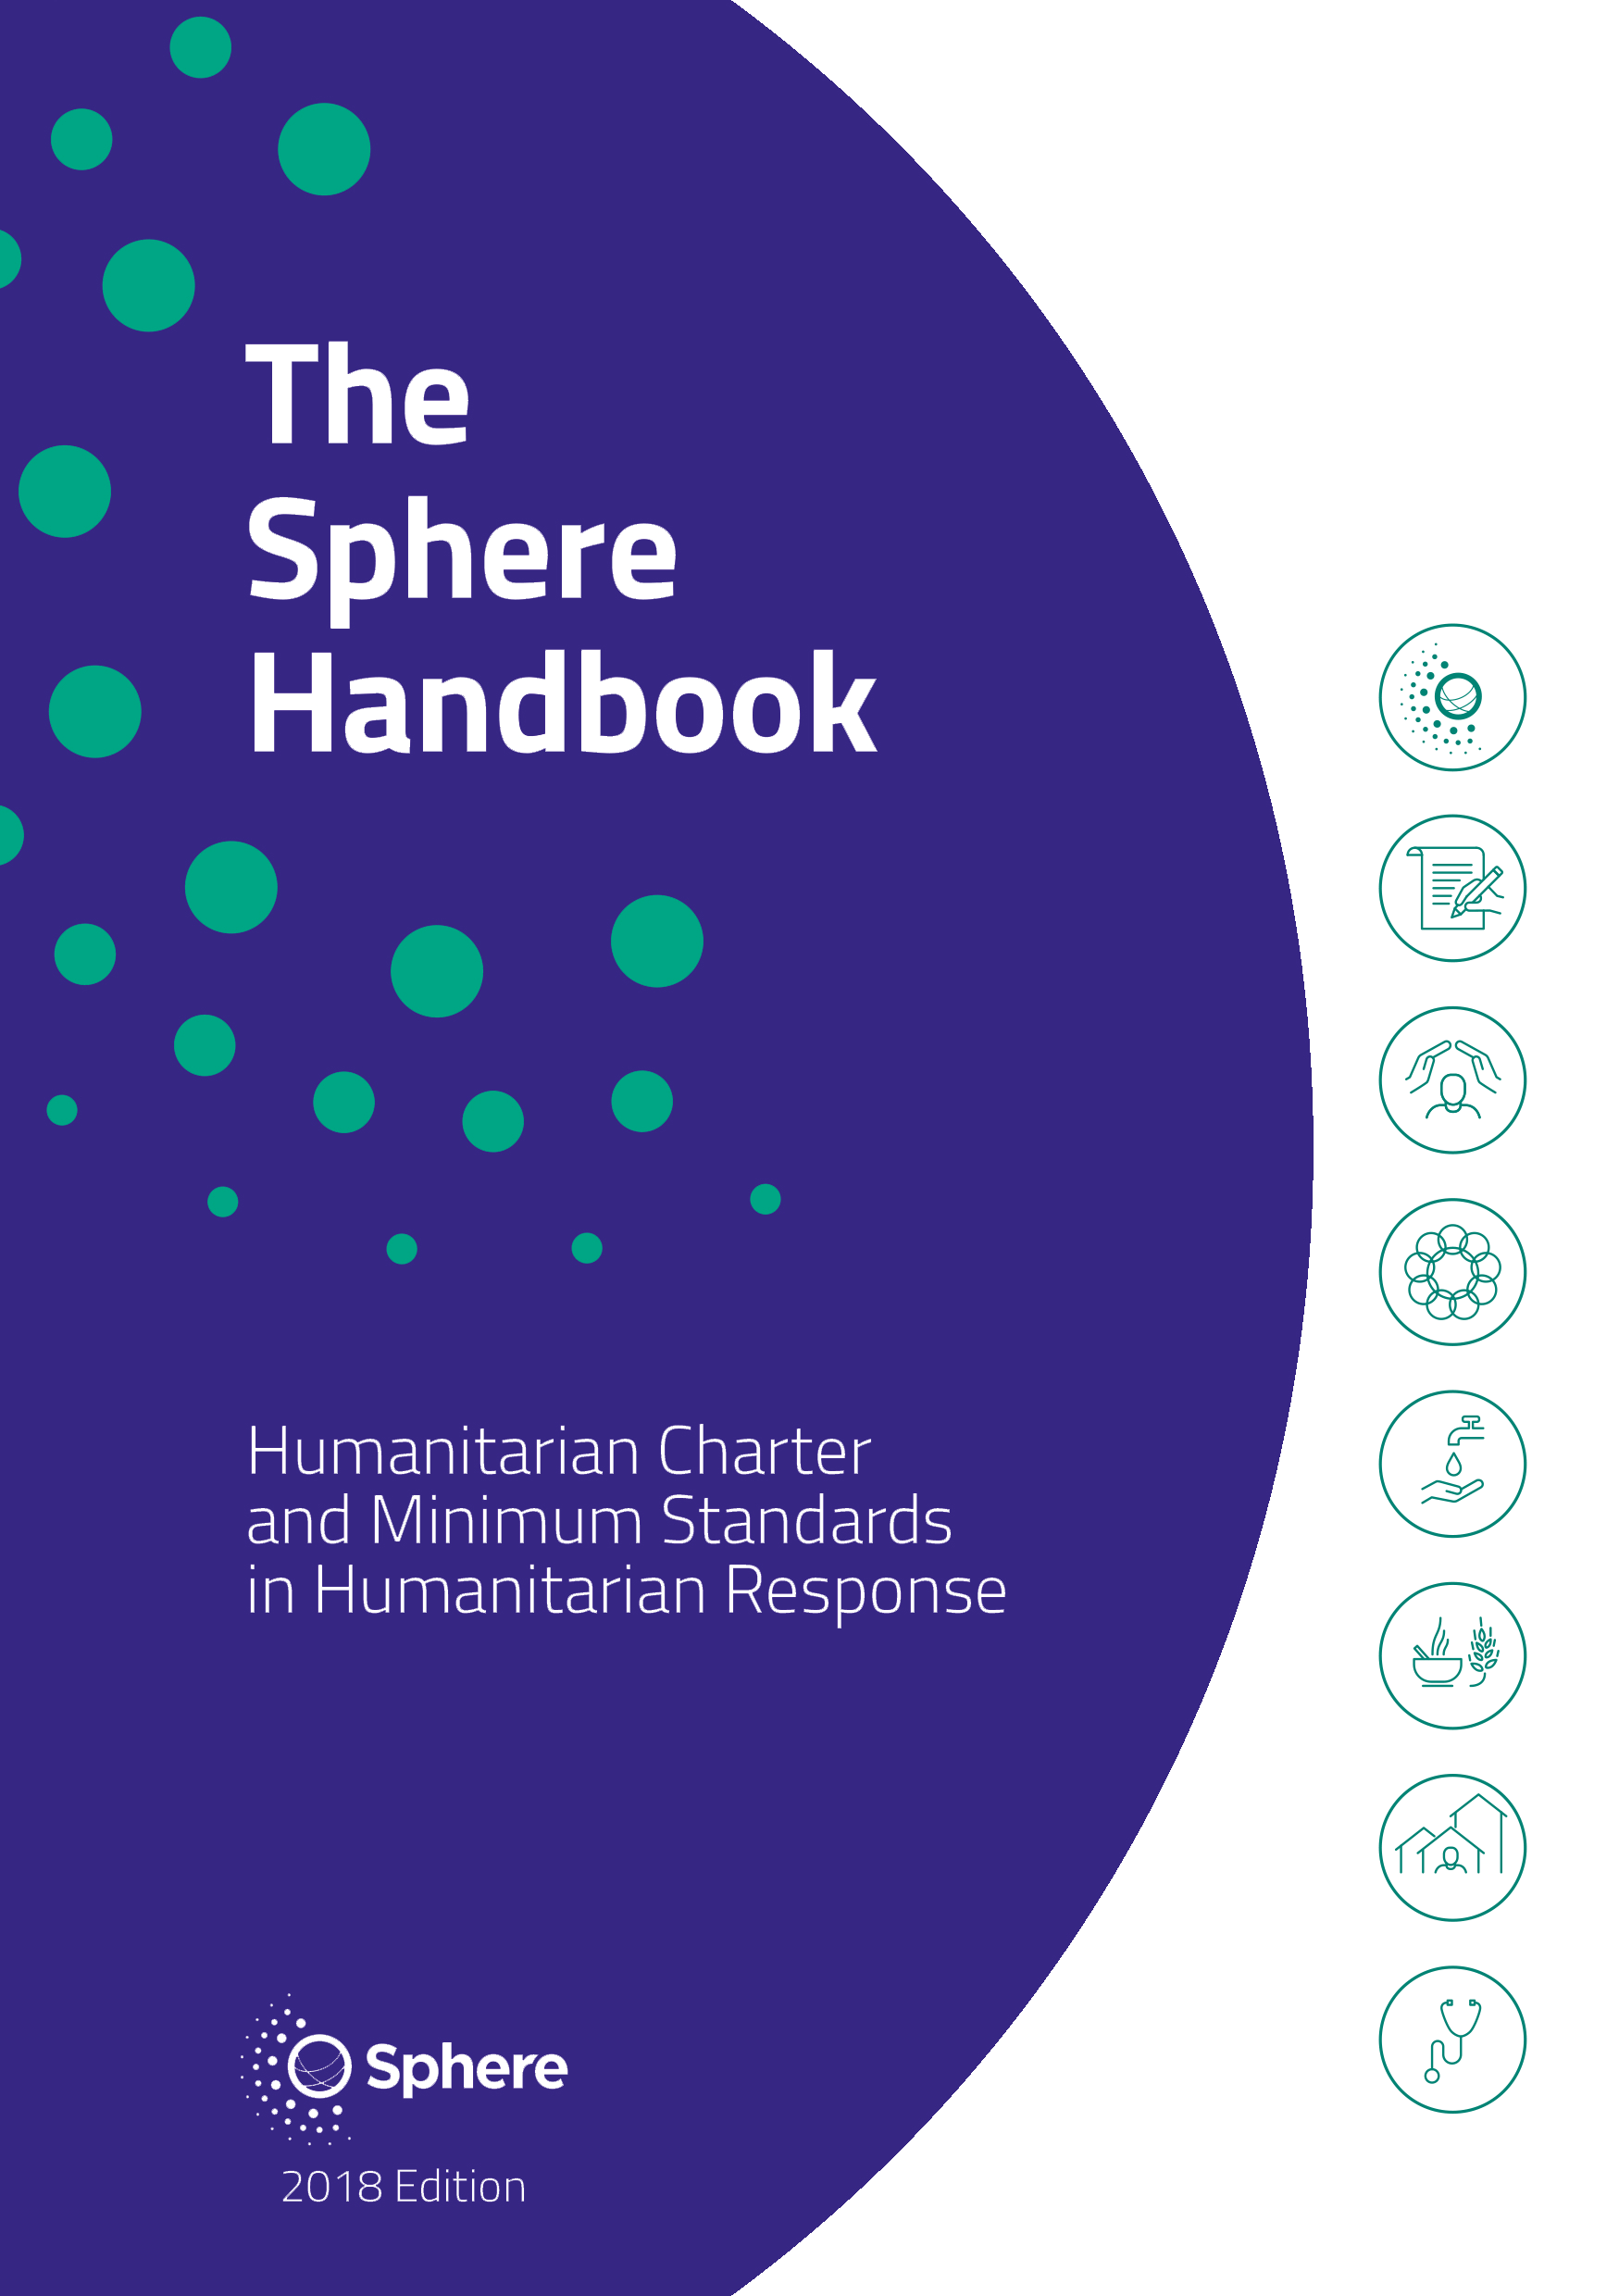 The
Sphere
Handbook
Humanitarian Charter
and Minimum Standards
in Humanitarian Response
Sphere
2018 Edition